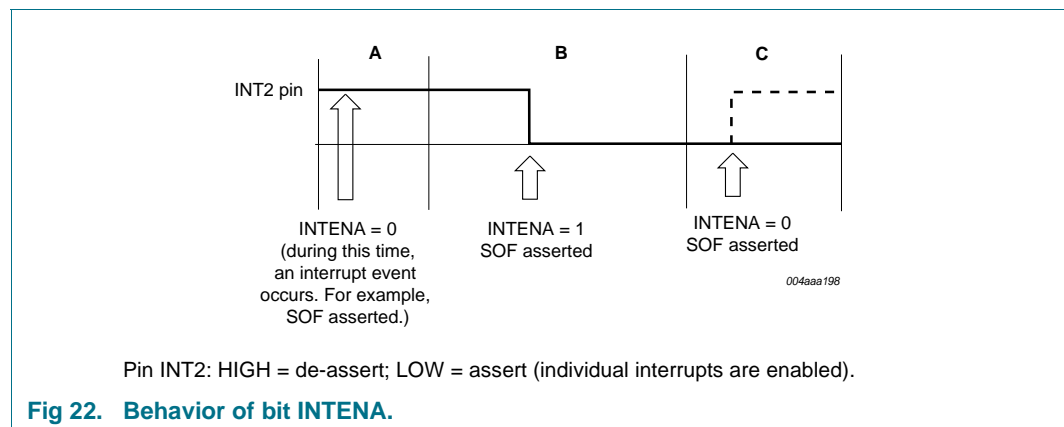 A
B
C
INT2 pin
INTENA = 0
(during this time,
an interrupt event
occurs. For example,
SOF asserted.)
INTENA = 1
SOF asserted
INTENA = 0
SOF asserted
004aaa198
Pin INT2: HIGH = de-assert; LOW = assert (individual interrupts are enabled).
Fig 22. Behavior of bit INTENA.